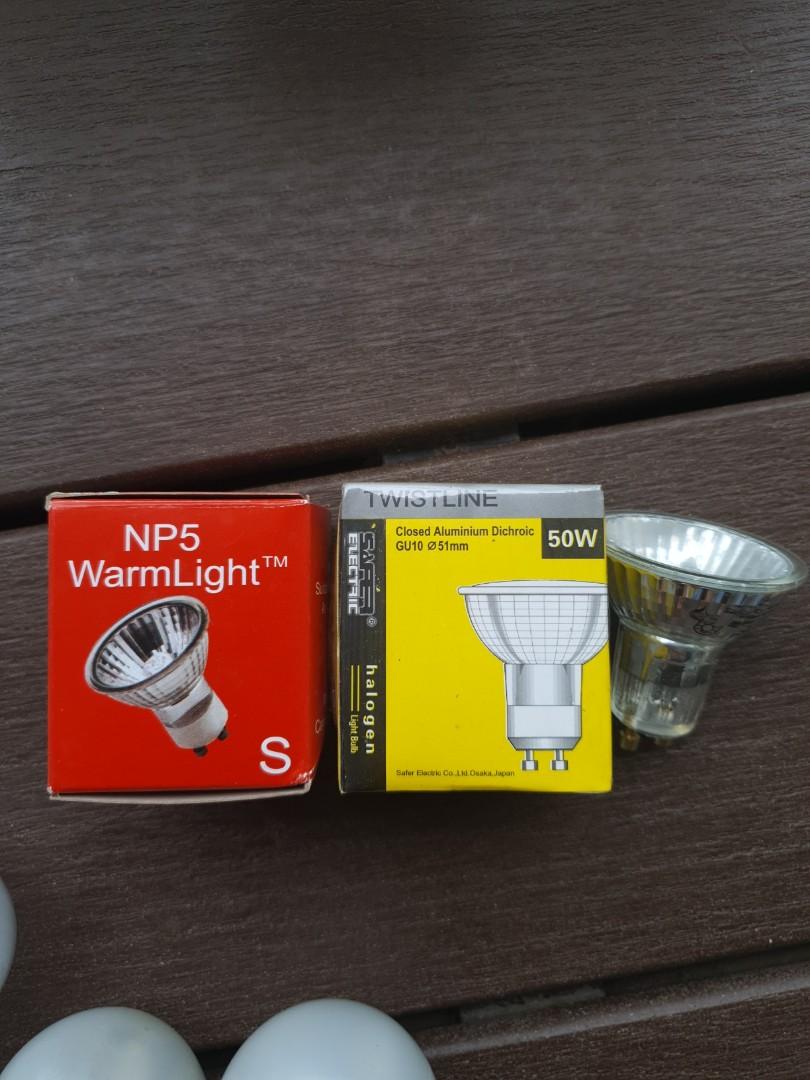 NP5
WarmLight™
S
TWISTLINE
Closed Aluminium Dichroic
GU10 Ø51mm
50W
SAFER
ELECTRIC
©
halogen
Light Bulb
Safer Electric Co.,Ltd.Osaka,Japan